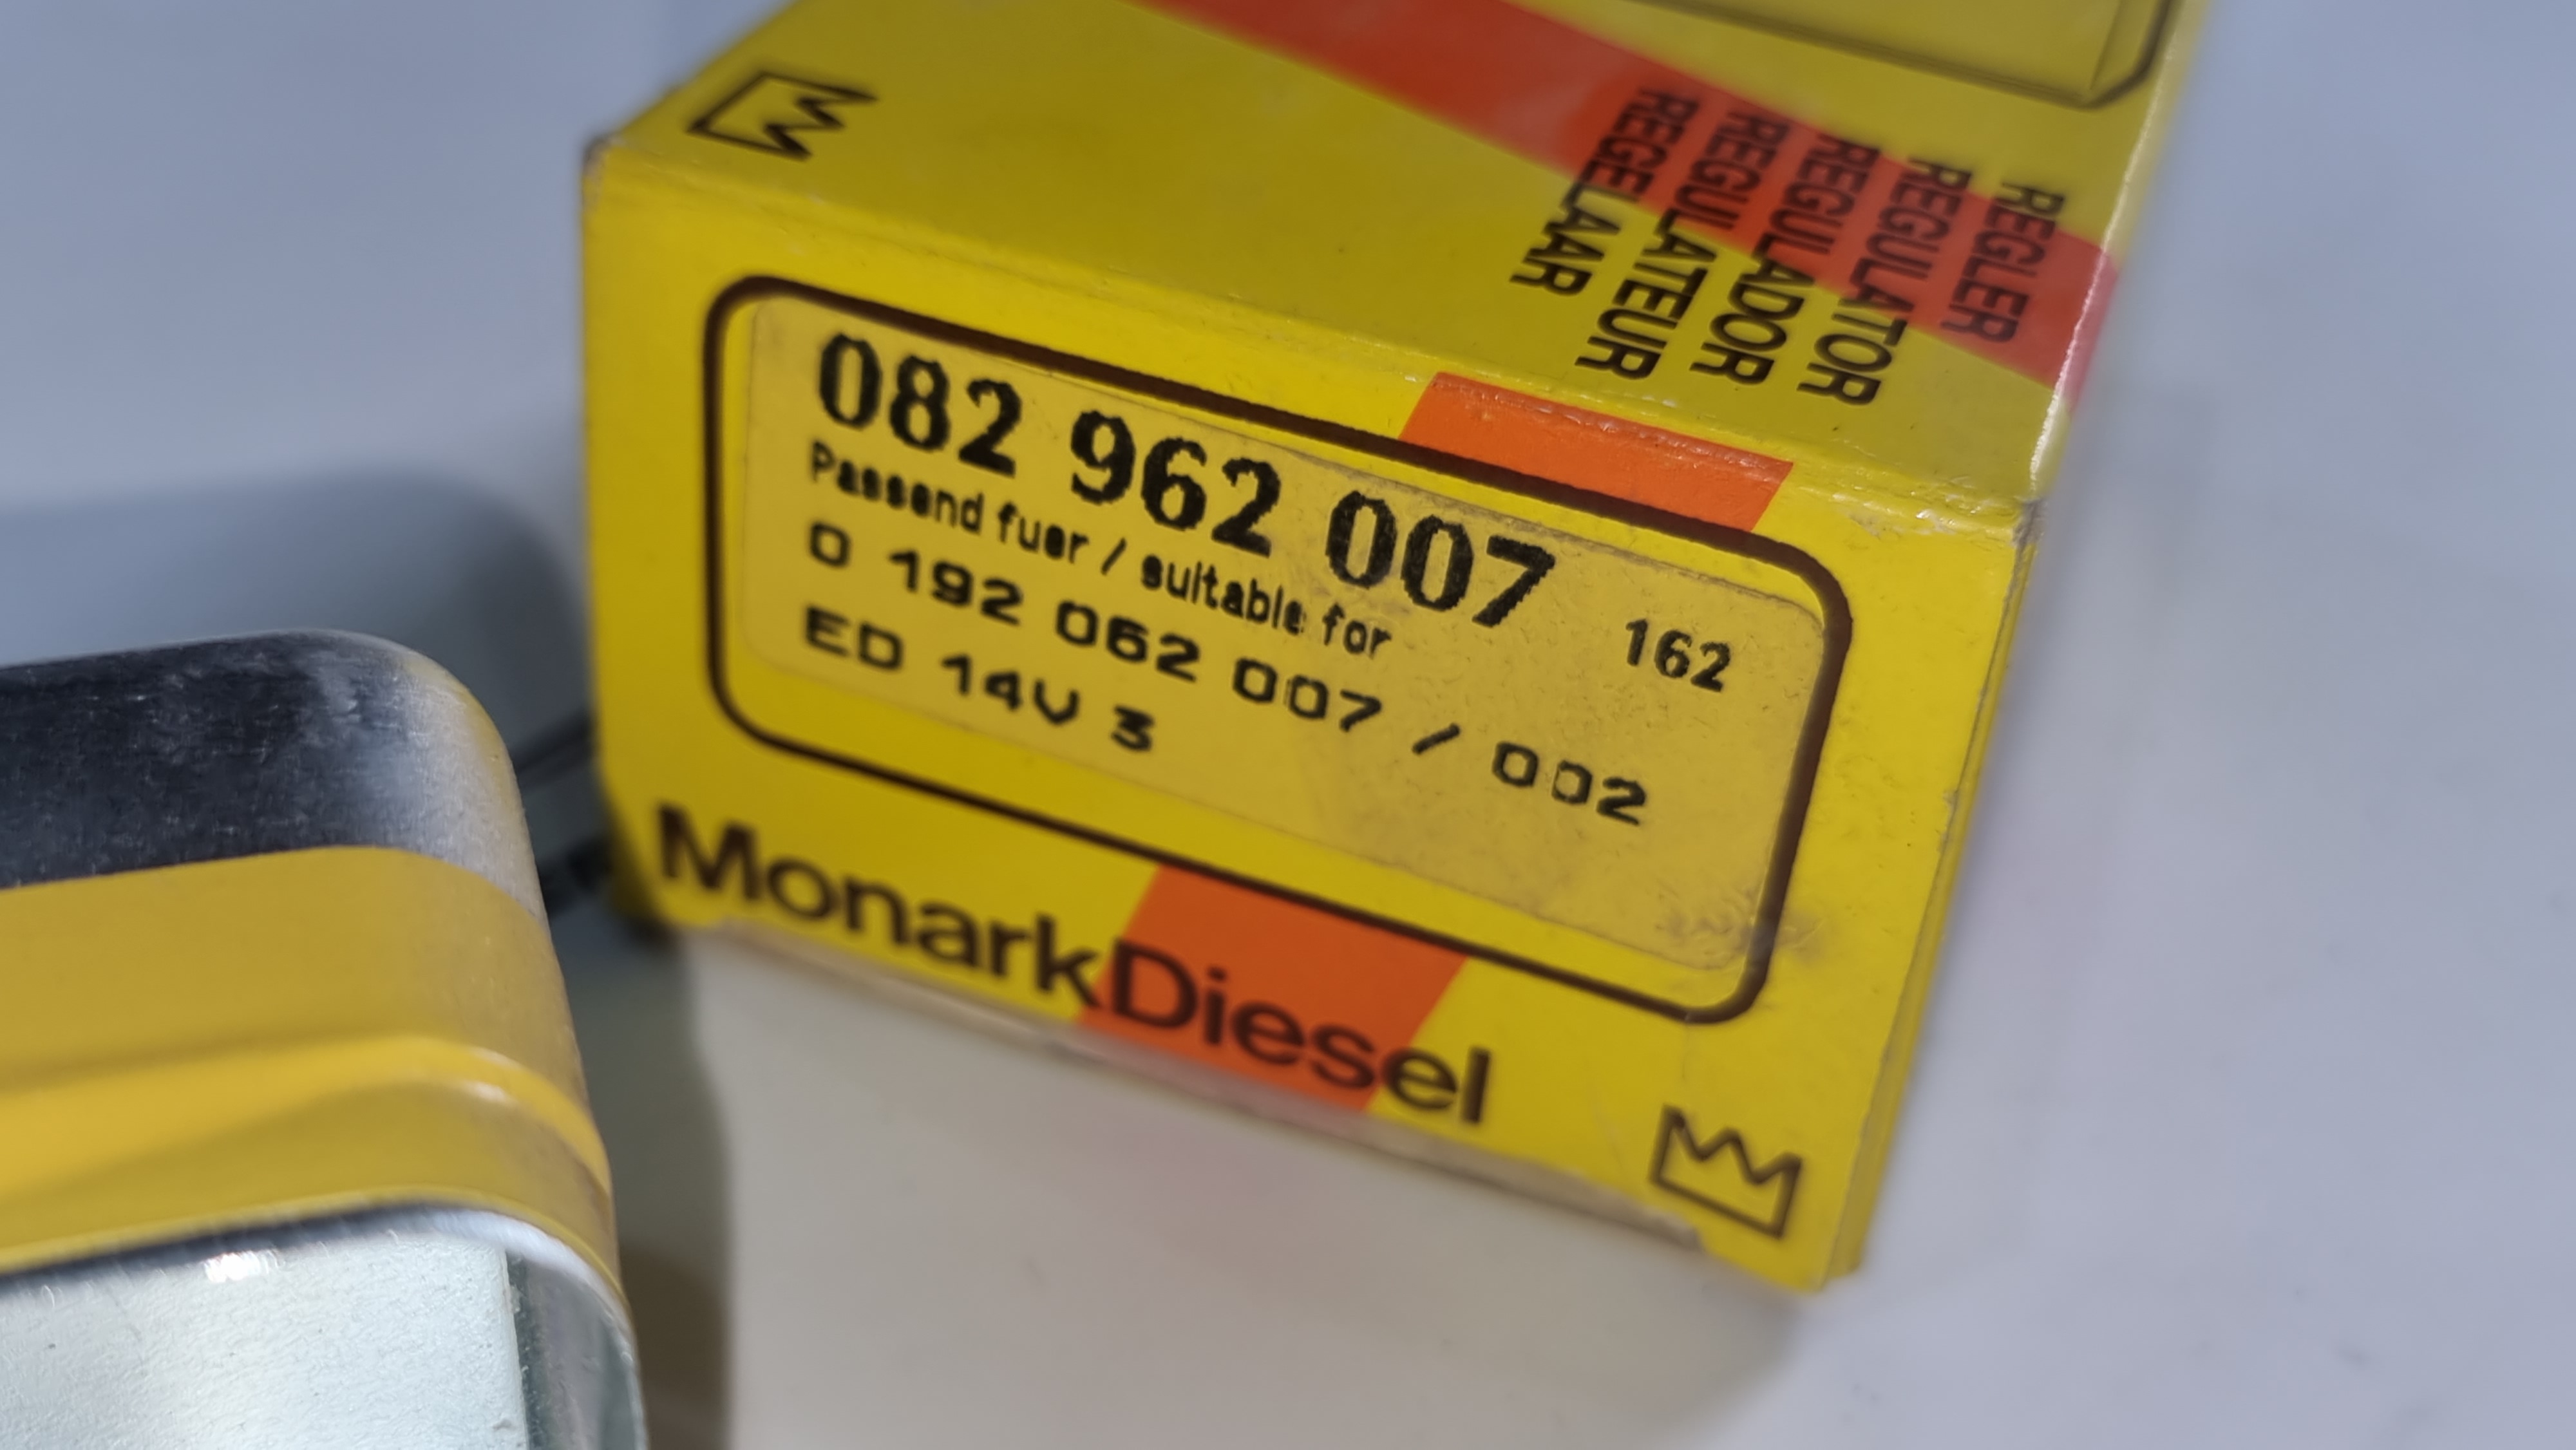 REGLER
REGULATOR
REGULADOR
REGULATEUR
REGELAAR
082 962 007
Passend fuer / suitable for 162
0 192 062 007 / 002
ED 14V 3
MonarkDiesel